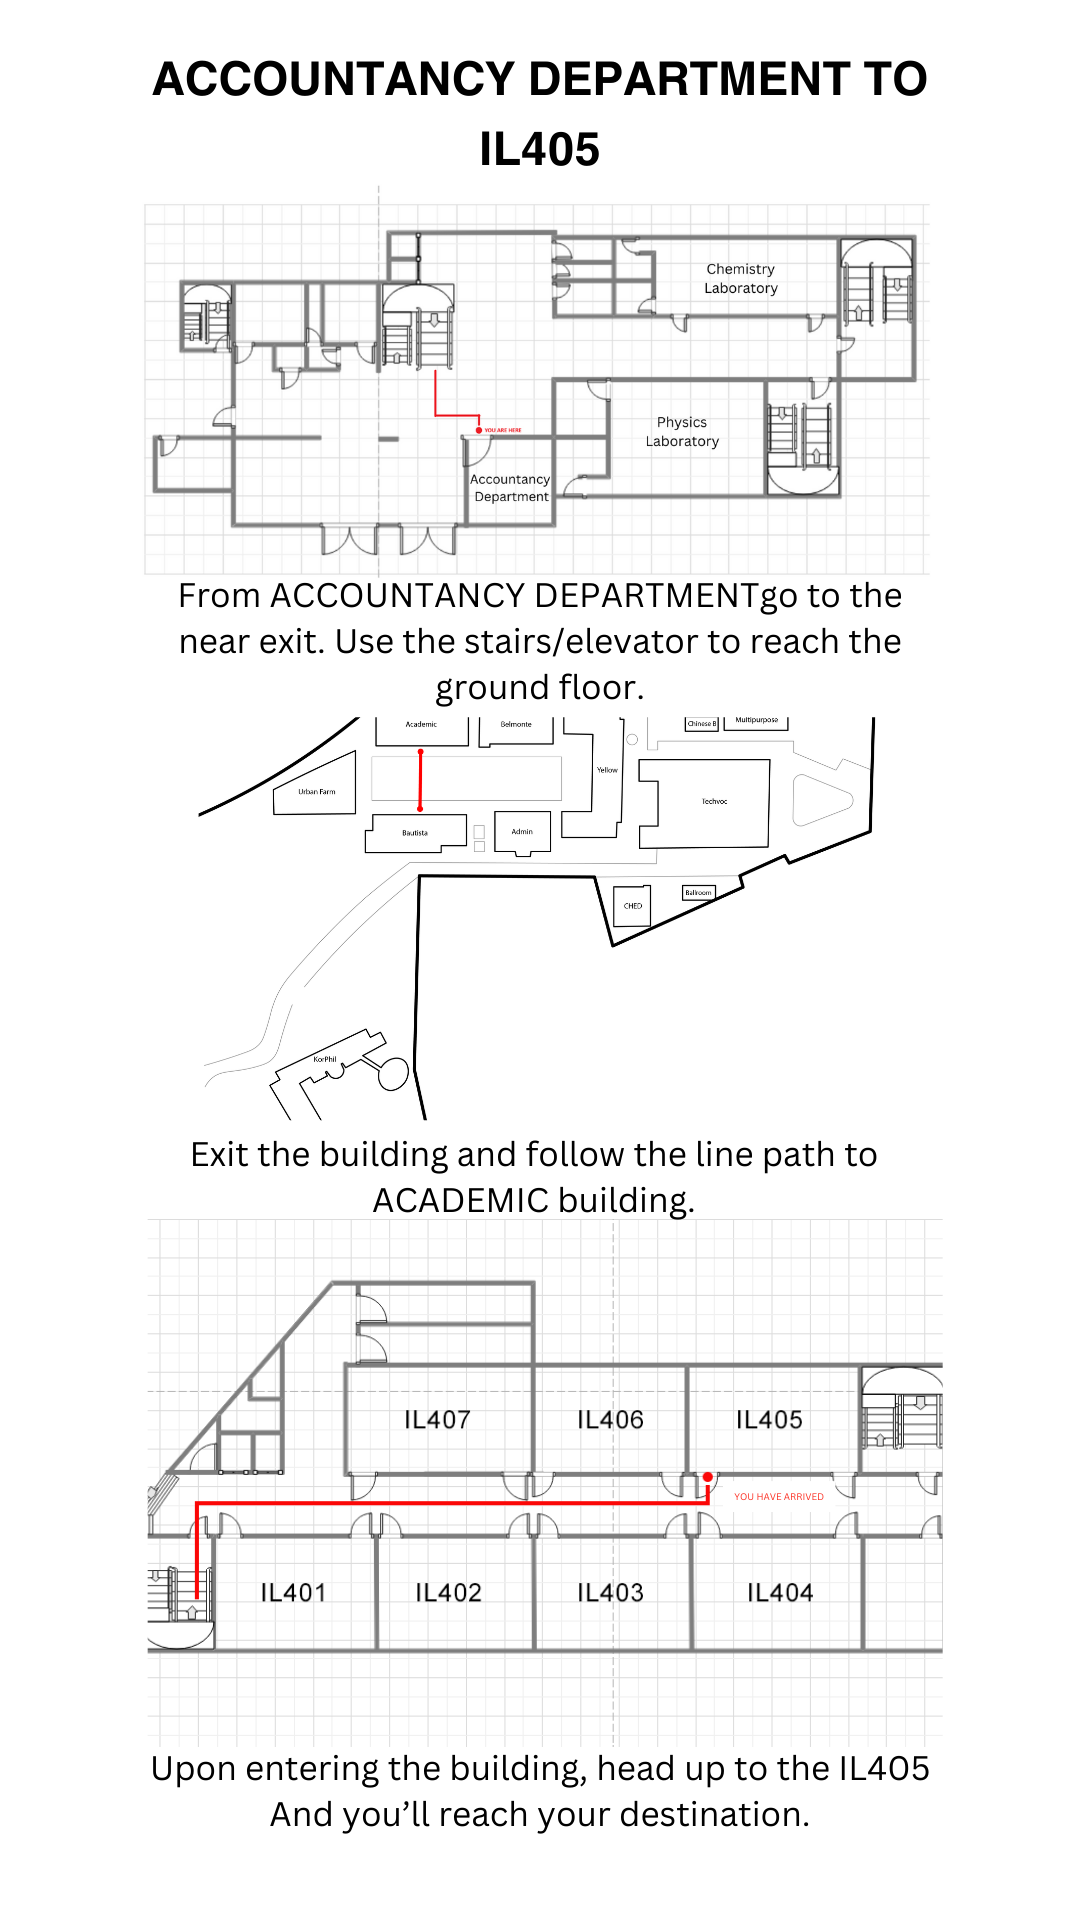 ACCOUNTANCY DEPARTMENT TO
IL405
Chemistry
Laboratory
Physics
Laboratory
YOU ARE HERE
Accountancy
Department
From ACCOUNTANCY DEPARTMENTgo to the
near exit. Use the stairs/elevator to reach the
ground floor.
Academic
Belmonte
Chinese B
Multipurpose
Yellow
Urban Farm
Techvoc
Bautista
Admin
CHED
Ballroom
KorPhil
Exit the building and follow the line path to
ACADEMIC building.
IL407
IL406
IL405
YOU HAVE ARRIVED
IL401
IL402
IL403
IL404
Upon entering the building, head up to the IL405
And you’ll reach your destination.